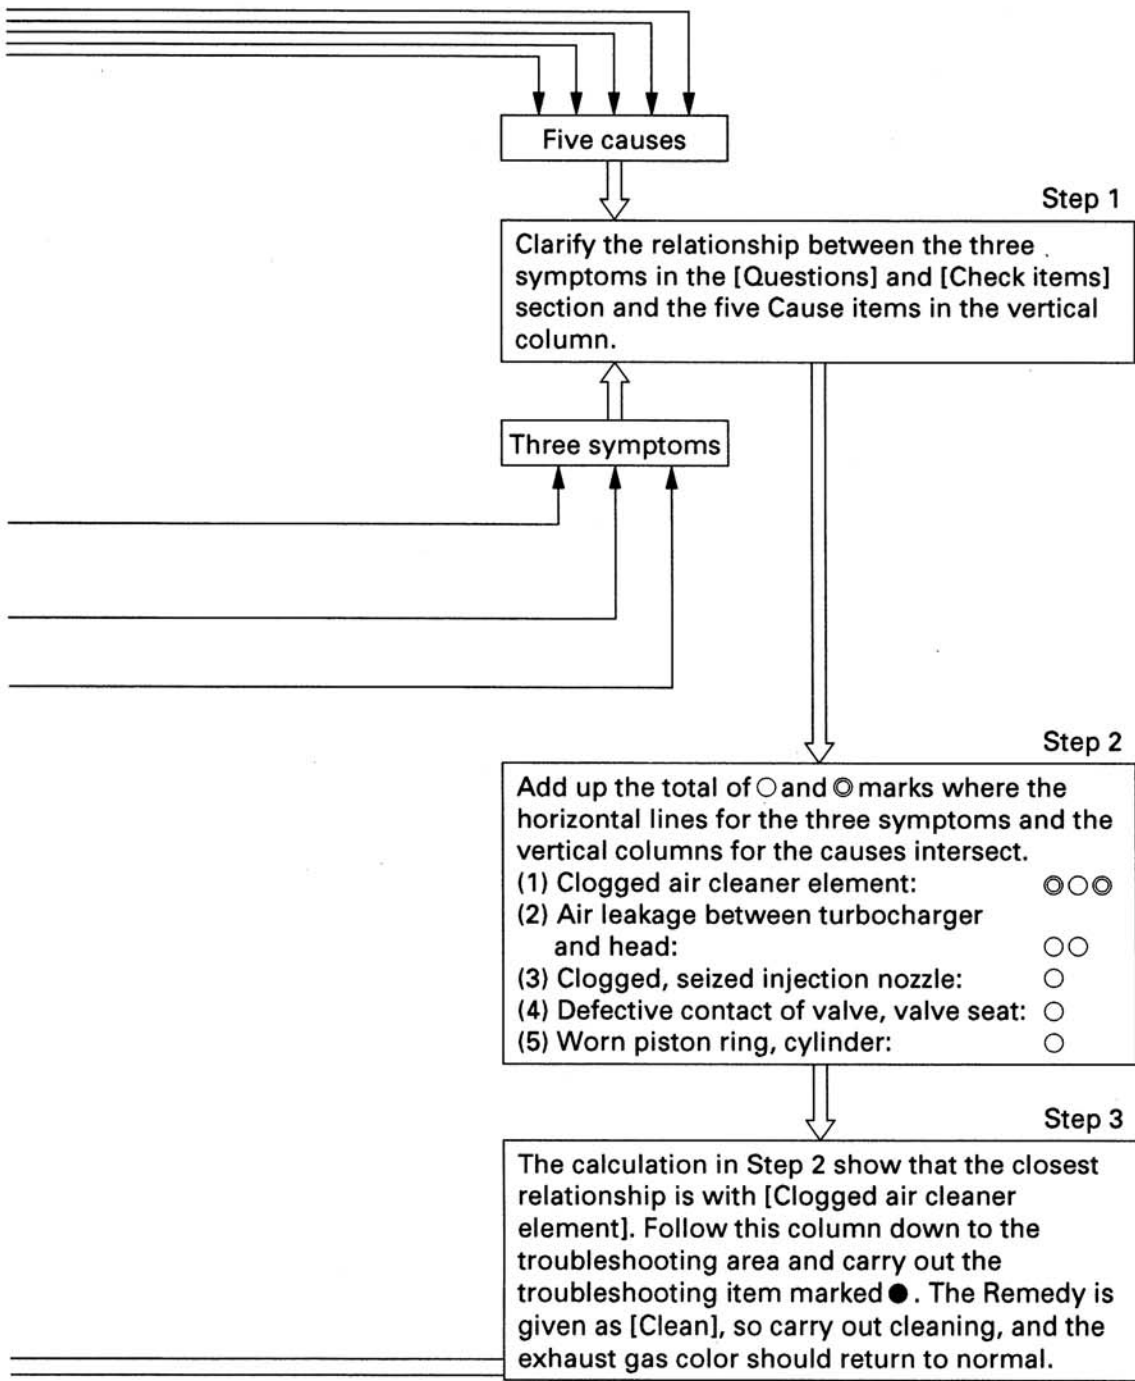 Five causes
Step 1
Clarify the relationship between the three
symptoms in the [Questions] and [Check items]
section and the five Cause items in the vertical
column.
Three symptoms
Step 2
Add up the total of ○ and ◎ marks where the
horizontal lines for the three symptoms and the
vertical columns for the causes intersect.
(1) Clogged air cleaner element: ◎○◎
(2) Air leakage between turbocharger
and head: ○○
(3) Clogged, seized injection nozzle: ○
(4) Defective contact of valve, valve seat: ○
(5) Worn piston ring, cylinder: ○
Step 3
The calculation in Step 2 show that the closest
relationship is with [Clogged air cleaner
element]. Follow this column down to the
troubleshooting area and carry out the
troubleshooting item marked ●. The Remedy is
given as [Clean], so carry out cleaning, and the
exhaust gas color should return to normal.